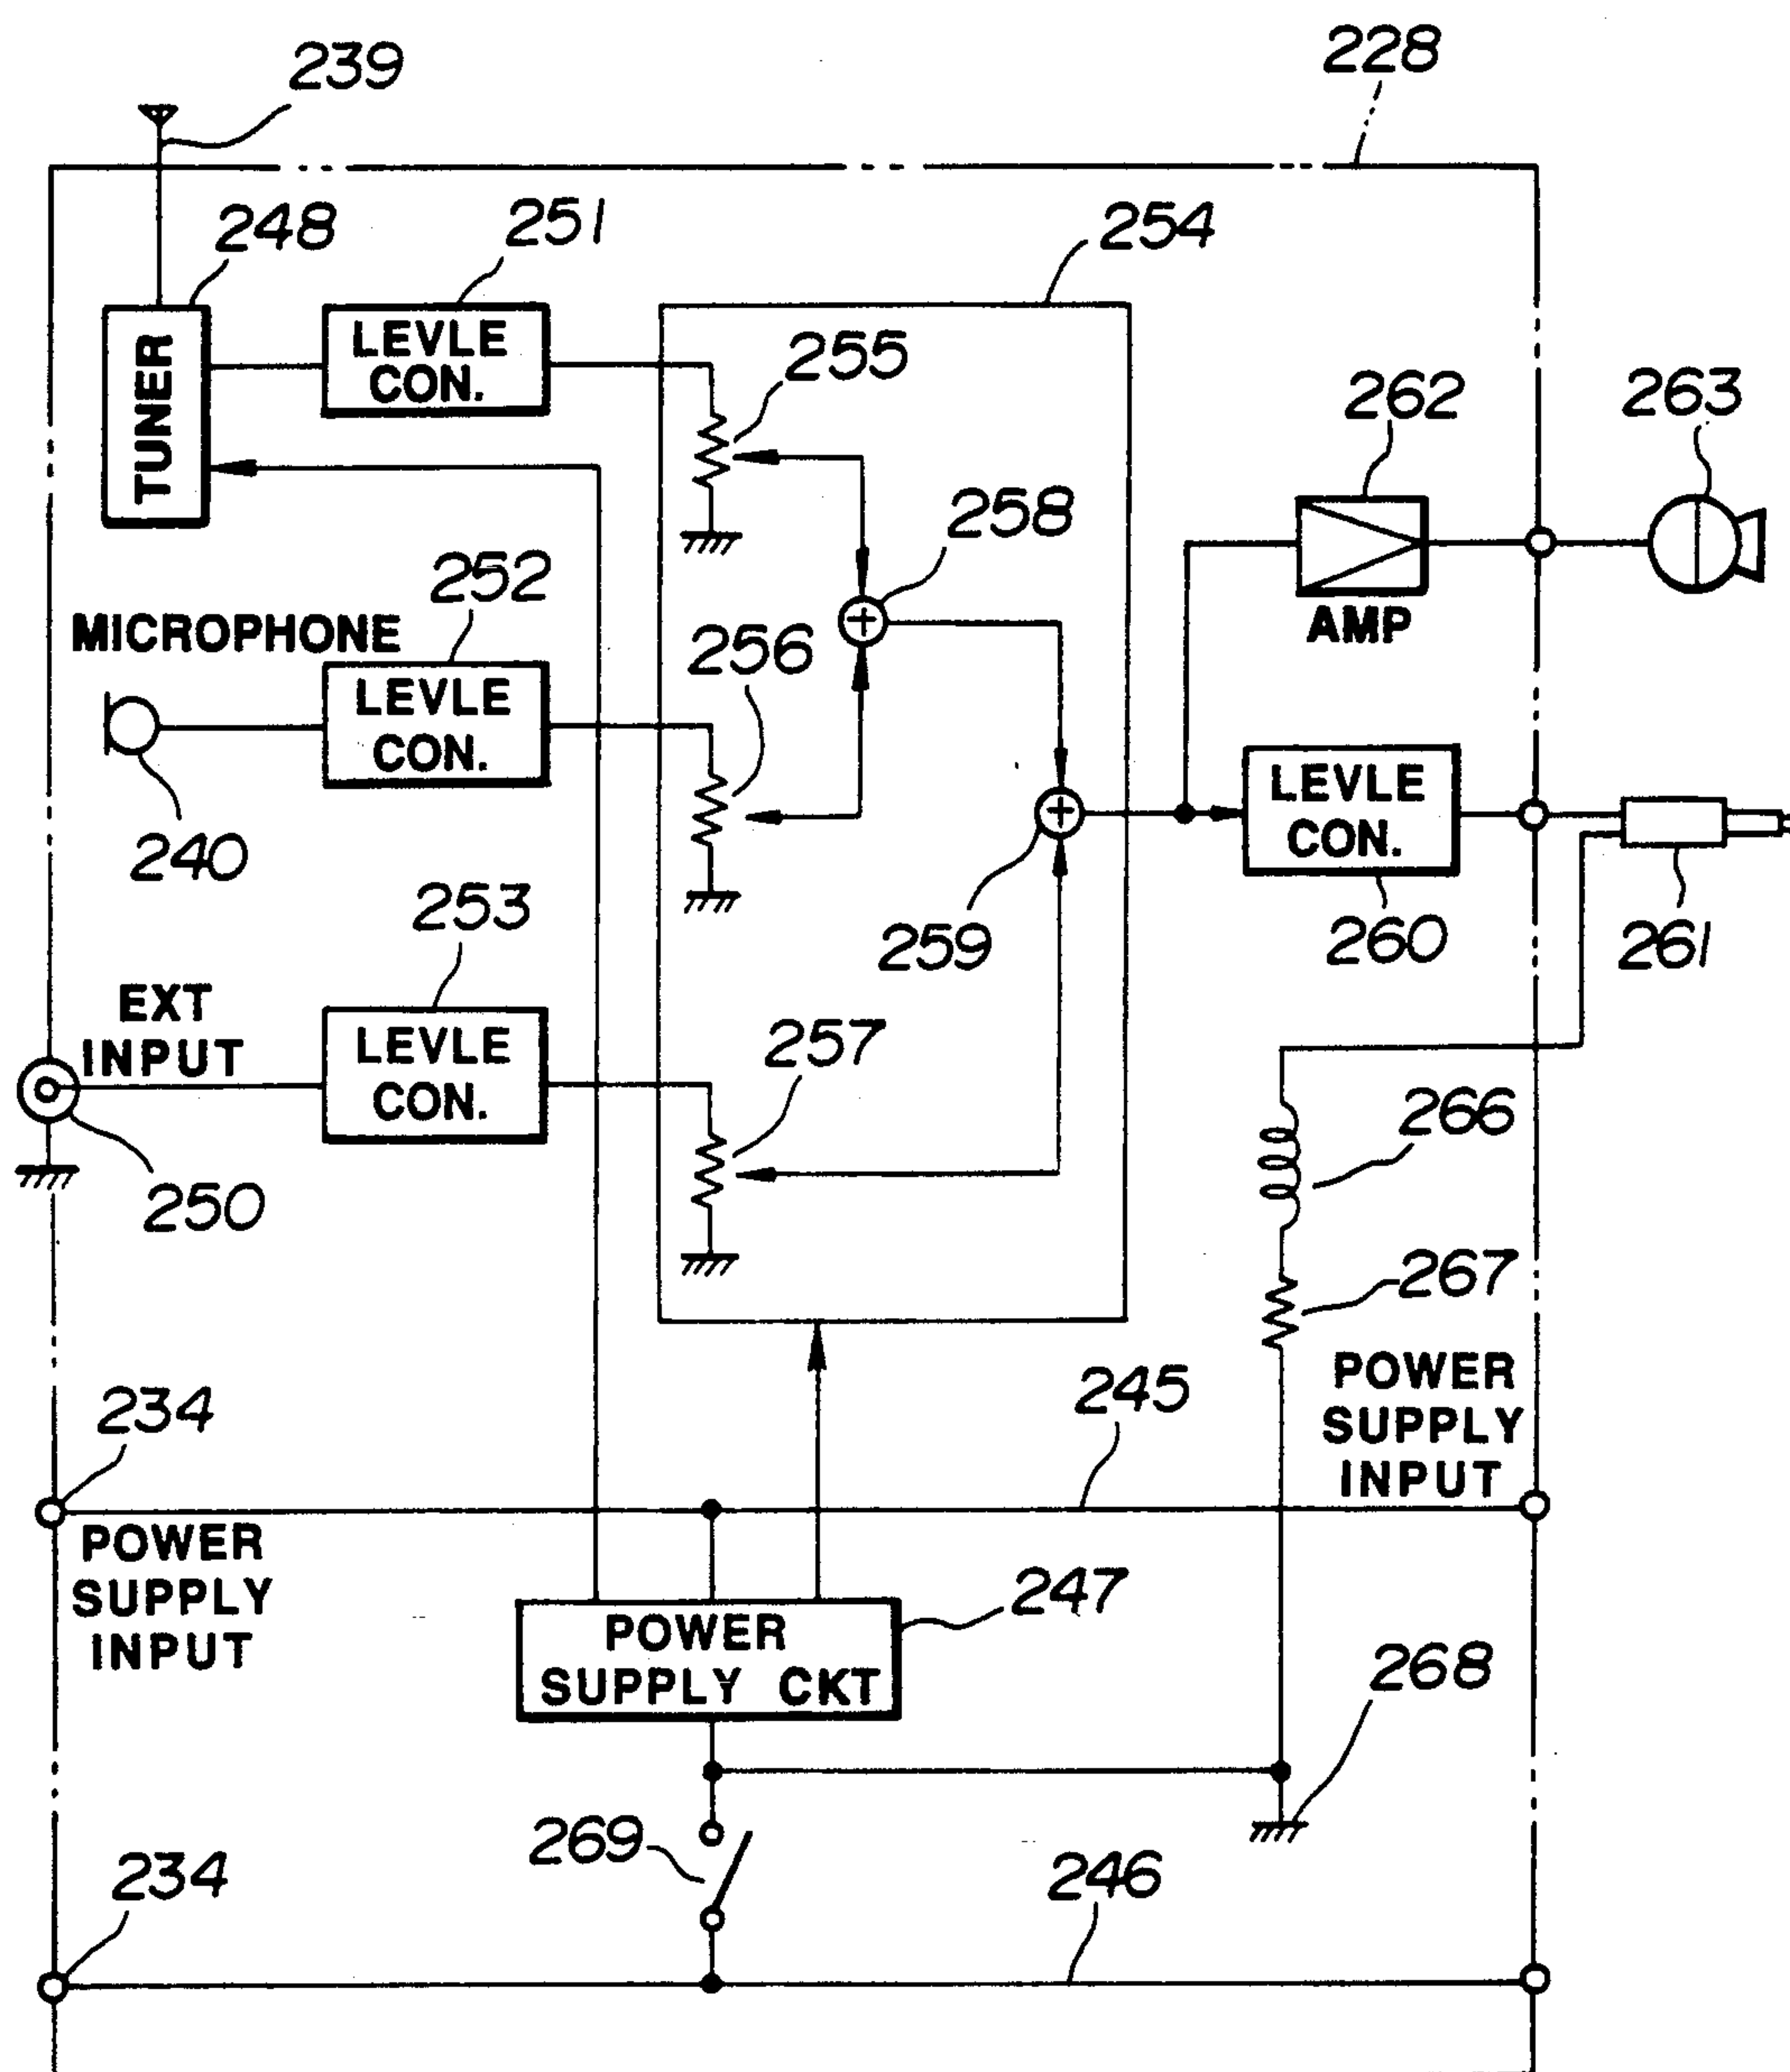 228
239
248
251
254
TUNER
LEVLE
CON.
255
262
263
258
252
MICROPHONE
256
AMP
LEVLE
CON.
LEVLE
CON.
240
253
259
260
261
EXT
INPUT
LEVLE
CON.
257
266
250
267
POWER
SUPPLY
INPUT
234
245
POWER
SUPPLY
INPUT
247
POWER
SUPPLY CKT
268
269
234
246